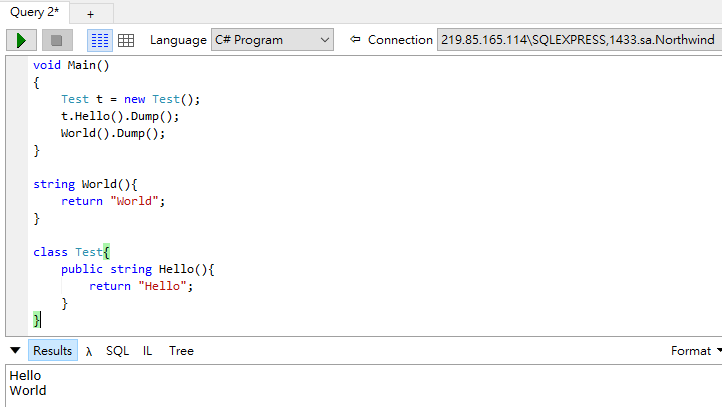 Query 2* +
Language C# Program Connection 219.85.165.114\SQLEXPRESS,1433.sa.Northwind
void Main()
{
    Test t = new Test();
    t.Hello().Dump();
    World().Dump();
}

string World(){
    return "World";
}

class Test{
    public string Hello(){
        return "Hello";
    }
}
Results λ SQL IL Tree Format
Hello
World